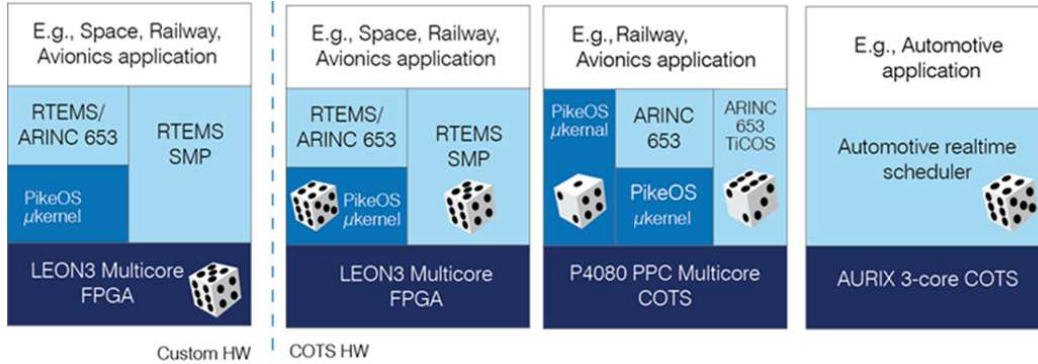 E.g., Space, Railway,
Avionics application
RTEMS/
ARINC 653
RTEMS
SMP
PikeOS
µkernel
LEON3 Multicore
FPGA
Custom HW
E.g., Space, Railway,
Avionics application
RTEMS/
ARINC 653
RTEMS
SMP
PikeOS
µkernel
LEON3 Multicore
FPGA
COTS HW
E.g., Railway,
Avionics application
PikeOS
µkernal
ARINC
653
ARINC
653
TiCOS
PikeOS
µkernel
P4080 PPC Multicore
COTS
E.g., Automotive
application
Automotive realtime
scheduler
AURIX 3-core COTS